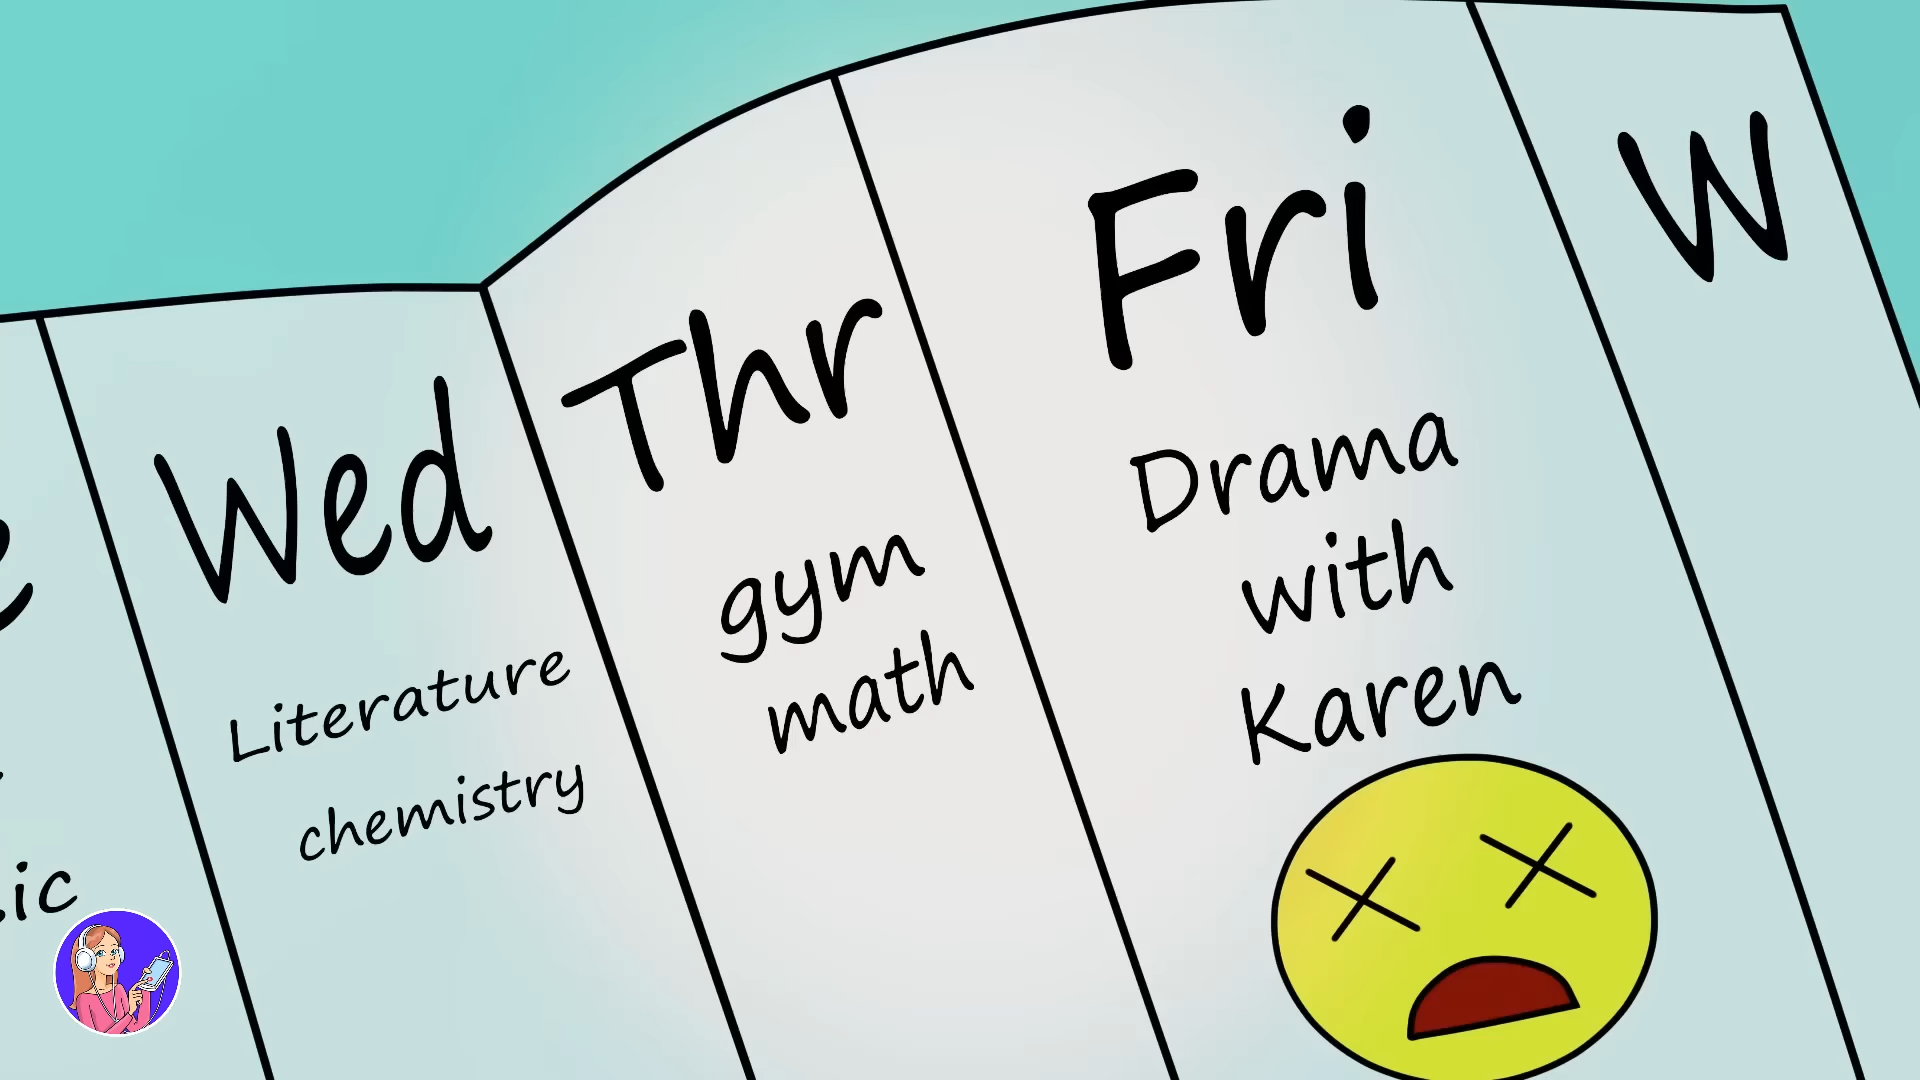 Wed
Literature
chemistry
Thr
gym
math
Fri
Drama
with
Karen
W